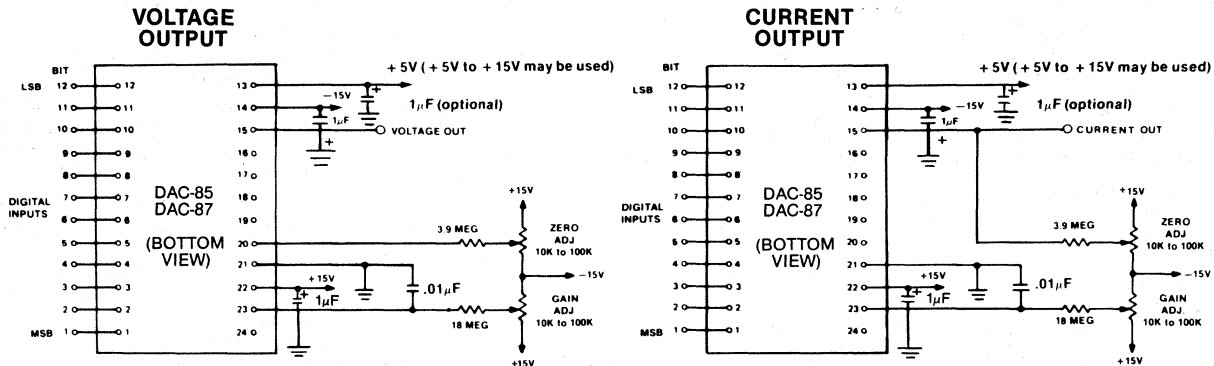 VOLTAGE
OUTPUT
BIT
LSB
12 12
11 11
10 10
9 9
8 8
DIGITAL
INPUTS
7 7
6 6
5 5
4 4
3 3
2 2
MSB
1 1
DAC-85
DAC-87
(BOTTOM
VIEW)
13
+5V (+5V to +15V may be used)
+
1μF (optional)
14
-15V
1μF
+
15
VOLTAGE OUT
16
17
18
19
20
3.9 MEG
+15V
ZERO
ADJ
10K to 100K
21
-15V
22
+15V
+
1μF
.01μF
23
18 MEG
GAIN
ADJ
10K to 100K
24
+15V
CURRENT
OUTPUT
BIT
LSB
12 12
11 11
10 10
9 9
8 8
DIGITAL
INPUTS
7 7
6 6
5 5
4 4
3 3
2 2
MSB
1 1
DAC-85
DAC-87
(BOTTOM
VIEW)
13
+5V (+5V to +15V may be used)
+
1μF (optional)
14
-15V
1μF
+
15
CURRENT OUT
16
17
18
19
20
3.9 MEG
+15V
ZERO
ADJ
10K to 100K
21
-15V
22
+15V
+
1μF
.01μF
23
18 MEG
GAIN
ADJ.
10K to 100K
24
+15V